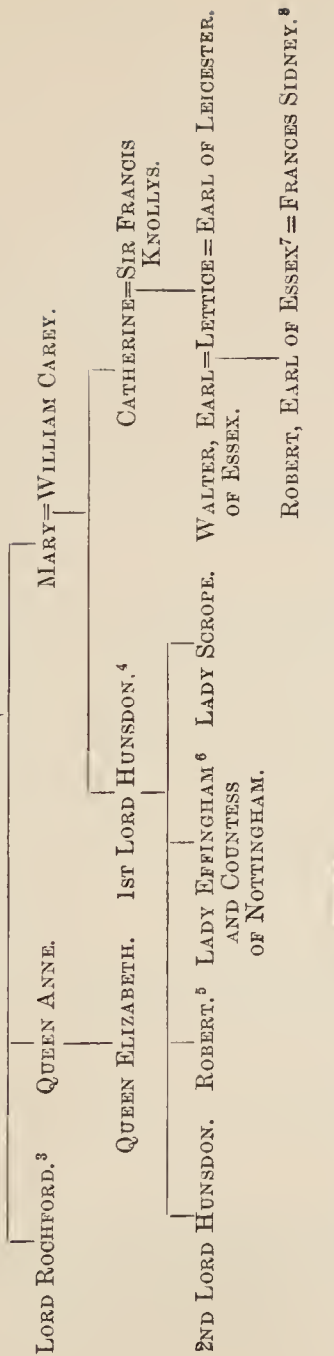 LORD ROCHFORD.³ QUEEN ANNE. MARY=WILLIAM CAREY.
QUEEN ELIZABETH. 1ST LORD HUNSDON.⁴ CATHERINE=SIR FRANCIS
KNOLLYS.
2ND LORD HUNSDON. ROBERT.⁵ LADY EFFINGHAM⁶ LADY SCROPE. WALTER, EARL=LETTICE=EARL OF LEICESTER.
AND COUNTESS OF ESSEX.
OF NOTTINGHAM.
ROBERT, EARL OF ESSEX⁷=FRANCES SIDNEY.⁸